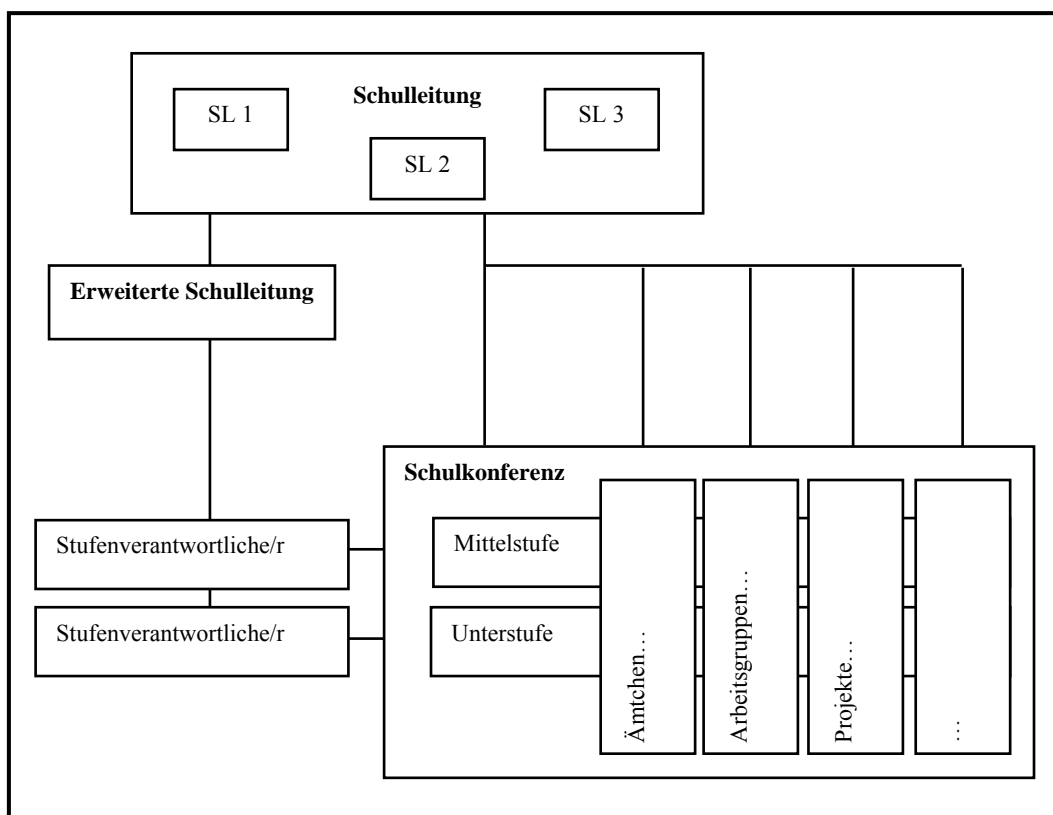 Schulleitung
SL 1
SL 3
SL 2
Erweiterte Schulleitung
Schulkonferenz
Stufenverantwortliche/r
Mittelstufe
Stufenverantwortliche/r
Unterstufe
Ämtchen…
Arbeitsgruppen…
Projekte…
…